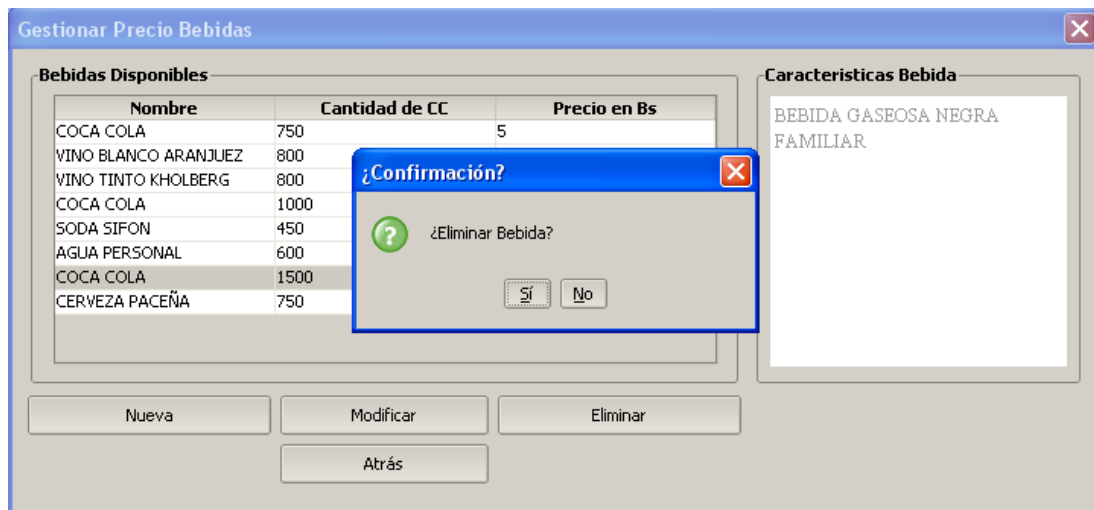 Gestionar Precio Bebidas
Bebidas Disponibles
Nombre Cantidad de CC Precio en Bs
COCA COLA 750 5
VINO BLANCO ARANJUEZ 800
VINO TINTO KHOLBERG 800
COCA COLA 1000
SODA SIFON 450
AGUA PERSONAL 600
COCA COLA 1500
CERVEZA PACEÑA 750
¿Confirmación?
¿Eliminar Bebida?
Sí No
Caracteristicas Bebida
BEBIDA GASEOSA NEGRA
FAMILIAR
Nueva Modificar Eliminar
Atrás